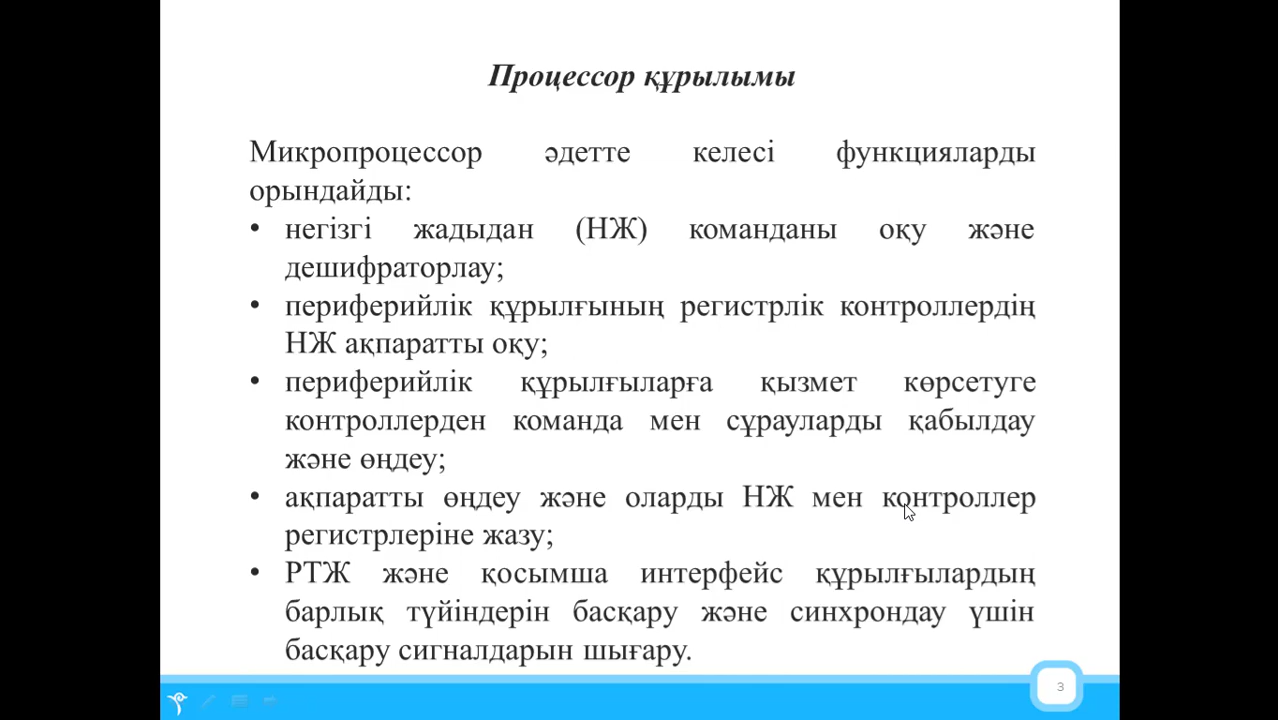 Процессор құрылымы
Микропроцессор әдетте келесі функцияларды
орындайды:
• негізгі жадыдан (НЖ) команданы оқу және
дешифраторлау;
• периферийлік құрылғының регистрлік контроллердің
НЖ ақпаратты оқу;
• периферийлік құрылғыларға қызмет көрсетуге
контроллерден команда мен сұрауларды қабылдау
және өңдеу;
• ақпаратты өңдеу және оларды НЖ мен контроллер
регистрлеріне жазу;
• РТЖ және қосымша интерфейс құрылғылардың
барлық түйіндерін басқару және синхрондау үшін
басқару сигналдарын шығару.
3